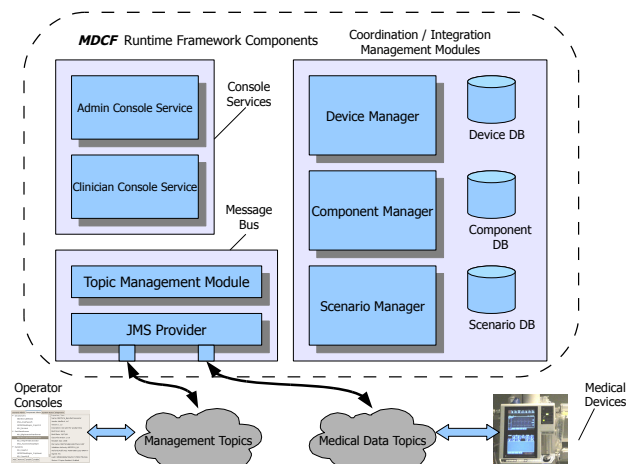 MDCF Runtime Framework Components
Coordination / Integration
Management Modules
Console
Services
Admin Console Service
Clinician Console Service
Device Manager
Device DB
Component Manager
Component
DB
Scenario Manager
Scenario DB
Message
Bus
Topic Management Module
JMS Provider
Operator
Consoles
Management Topics
Medical Data Topics
Medical
Devices